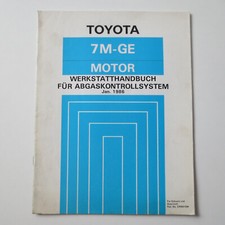 TOYOTA
7M-GE
MOTOR
WERKSTATTHANDBUCH
FÜR ABGASKONTROLLSYSTEM
Jan. 1986